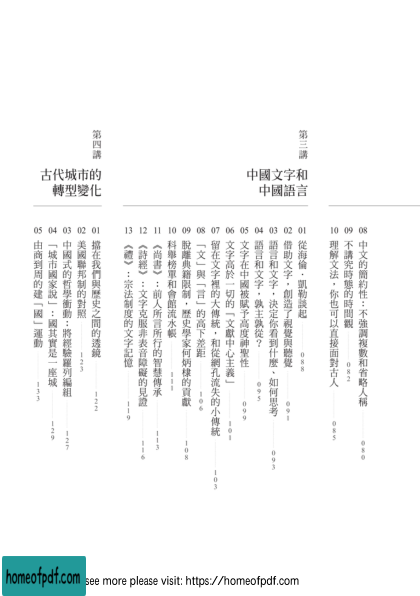 08 中文的簡約性：不強調複數和省略人稱 080
09 不講究時態的時間觀 082
10 理解文法，你也可以直接面對古人 085
第三講
中國文字和
中國語言
01 從海倫．凱勒談起 088
02 借助文字，創造了視覺與聽覺 091
03 語言和文字，決定你看到什麼、如何思考 093
04 語言和文字，孰主孰從？ 095
05 文字在中國被賦予高度神聖性 099
06 文字高於一切的「文獻中心主義」 101
07 留在文字裡的大傳統，和從網孔流失的小傳統 103
08 「文」與「言」的高下差距 106
09 脫離典籍限制，歷史學家何炳棣的貢獻 108
10 科舉榜單和會館流水帳 111
11 《尚書》：前人所言所行的智慧傳承 113
12 《詩經》：文字克服非表音障礙的見證 116
13 《禮》：宗法制度的文字記憶 119
第四講
古代城市的
轉型變化
01 擋在我們與歷史之間的透鏡 122
02 美國聯邦制的對照 123
03 中國式的哲學衝動：將經驗羅列編組 127
04 「城市國家說」：國其實是一座城 129
05 由商到周的建「國」運動 133
homeofpdf.com
see more please visit: https://homeofpdf.com